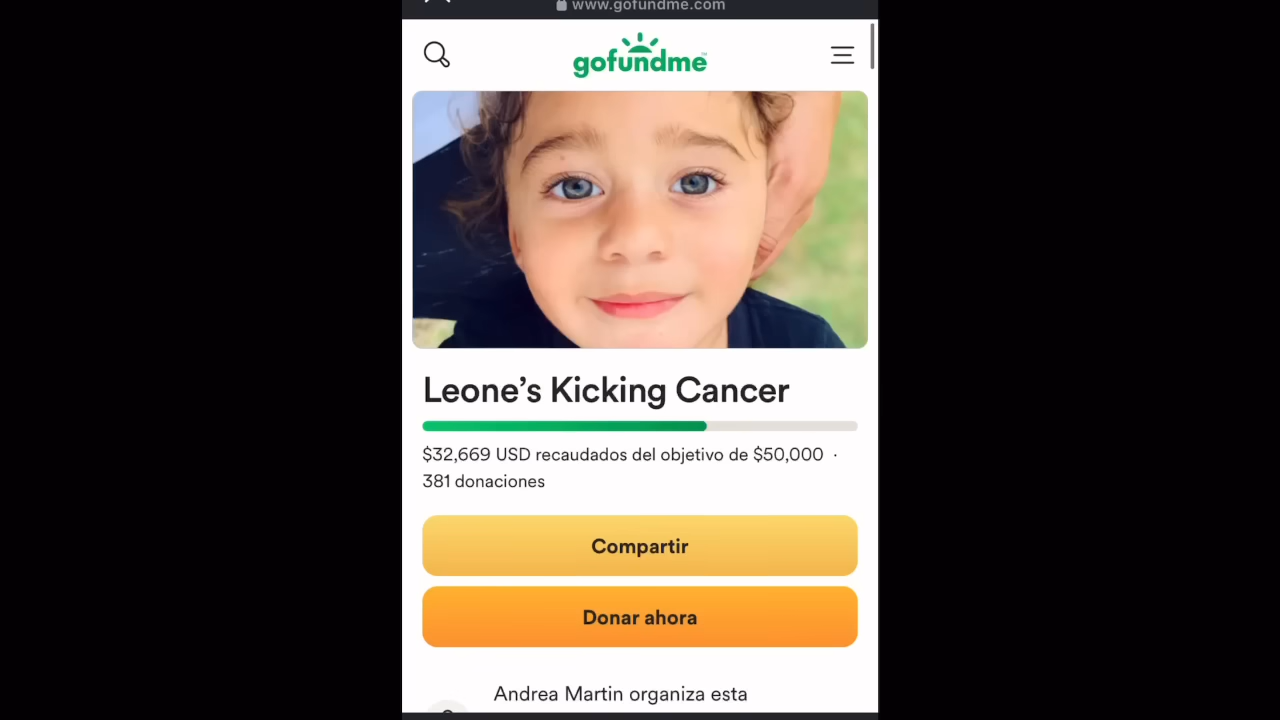 www.gofundme.com
gofundme
Leone’s Kicking Cancer
$32,669 USD recaudados del objetivo de $50,000 ·
381 donaciones
Compartir
Donar ahora
Andrea Martin organiza esta